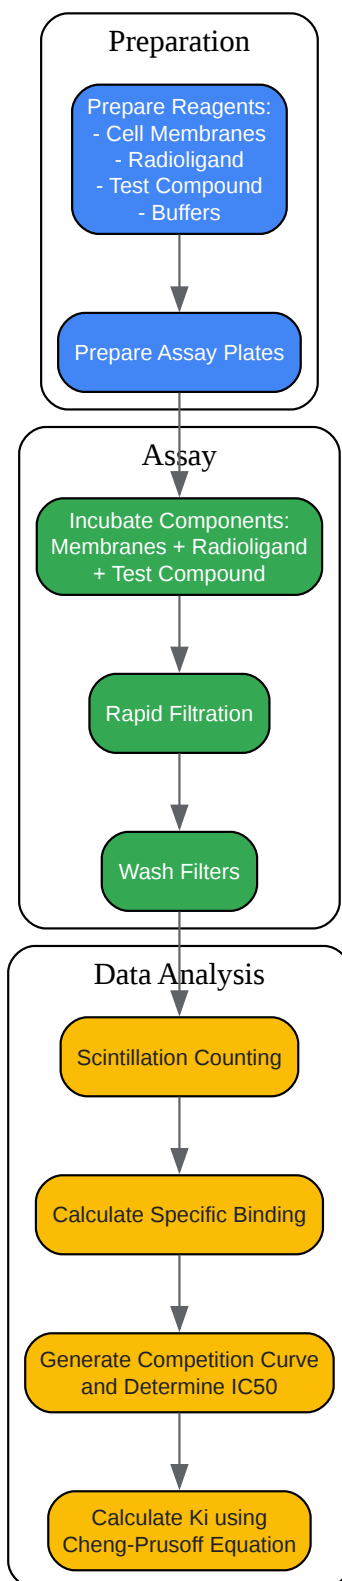 Preparation
Prepare Reagents:
- Cell Membranes
- Radioligand
- Test Compound
- Buffers
Prepare Assay Plates
Assay
Incubate Components:
Membranes + Radioligand
+ Test Compound
Rapid Filtration
Wash Filters
Data Analysis
Scintillation Counting
Calculate Specific Binding
Generate Competition Curve
and Determine IC50
Calculate Ki using
Cheng-Prusoff Equation